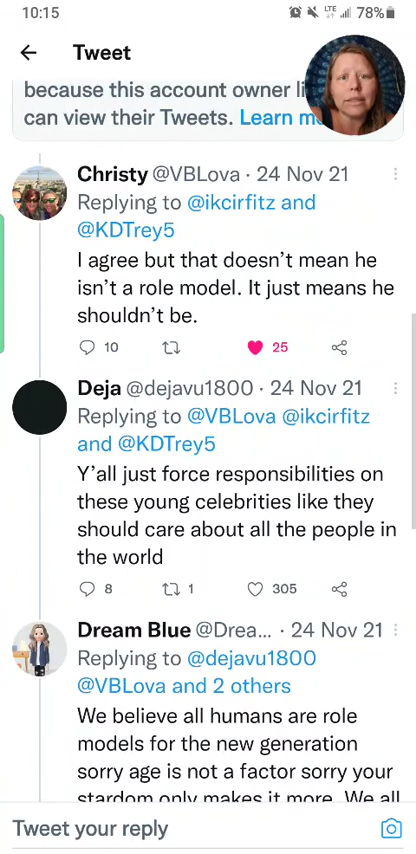 10:15 LTE 78%
Tweet
because this account owner li
can view their Tweets. Learn m
Christy @VBLova · 24 Nov 21
Replying to @ikcirfitz and
@KDTrey5
I agree but that doesn't mean he
isn't a role model. It just means he
shouldn't be.
10 25
Deja @dejavu1800 · 24 Nov 21
Replying to @VBLova @ikcirfitz
and @KDTrey5
Y'all just force responsibilities on
these young celebrities like they
should care about all the people in
the world
8 1 305
Dream Blue @Drea... · 24 Nov 21
Replying to @dejavu1800
@VBLova and 2 others
We believe all humans are role
models for the new generation
sorry age is not a factor sorry your
stardom only makes it more. We all
Tweet your reply